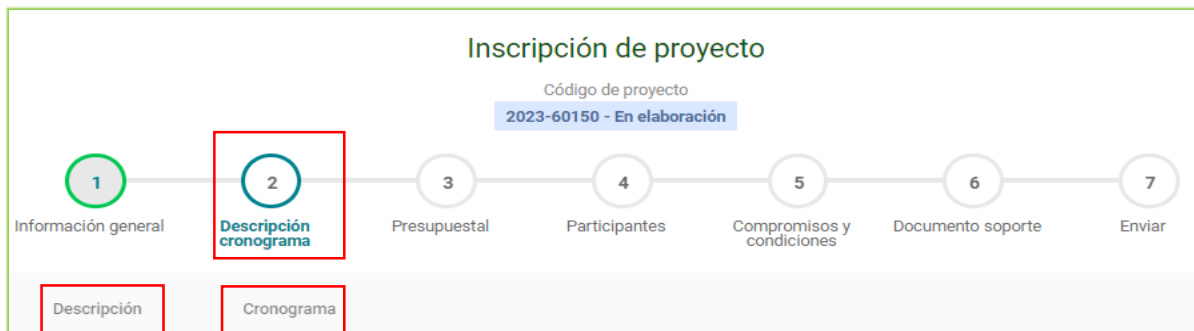 Inscripción de proyecto
Código de proyecto
2023-60150 - En elaboración
1 2 3 4 5 6 7
Información general Descripción cronograma Presupuestal Participantes Compromisos y condiciones Documento soporte Enviar
Descripción Cronograma